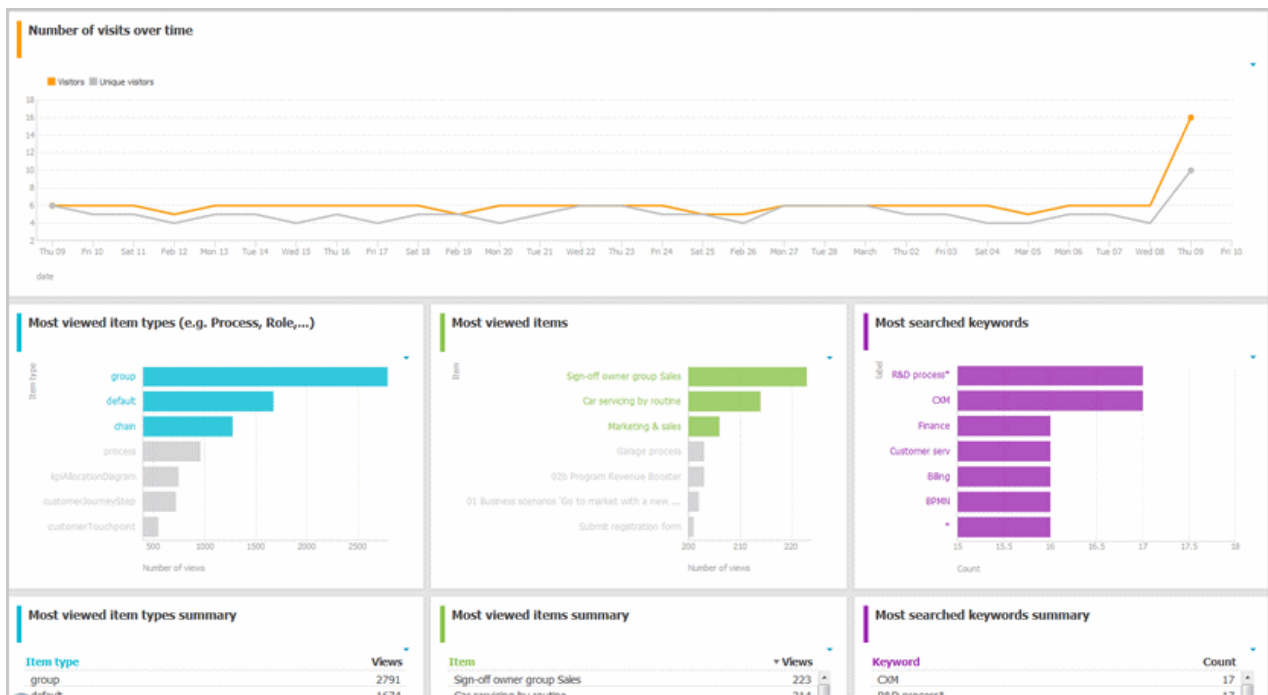 Number of visits over time
Visitors Unique visitors
18
16
14
12
10
8
6
4
2
Thu 09 Fri 10 Sat 11 Feb 12 Mon 13 Tue 14 Wed 15 Thu 16 Fri 17 Sat 18 Feb 19 Mon 20 Tue 21 Wed 22 Thu 23 Fri 24 Sat 25 Feb 26 Mon 27 Tue 28 March Thu 02 Fri 03 Sat 04 Mar 05 Mon 06 Tue 07 Wed 08 Thu 09 Fri 10
date
Most viewed item types (e.g. Process, Role,...)
Item type
group
default
chain
process
kpiAllocationDiagram
customerJourneyStep
customerTouchpoint
500 1000 1500 2000 2500
Number of views
Most viewed items
Item
Sign-off owner group Sales
Car servicing by routine
Marketing & sales
Garage process
02b Program Revenue Booster
01 Business scenarios 'Go to market with a new ...
Submit registration form
200 210 220
Number of views
Most searched keywords
Label
R&D process*
CXM
Finance
Customer serv
Billing
BPMN
*
15 15.5 16 16.5 17 17.5 18
Count
Most viewed item types summary
Item type Views
group 2791
default 1674
Most viewed items summary
Item Views
Sign-off owner group Sales 223
Car servicing by routine 214
Most searched keywords summary
Keyword Count
CXM 17
R&D process* 17